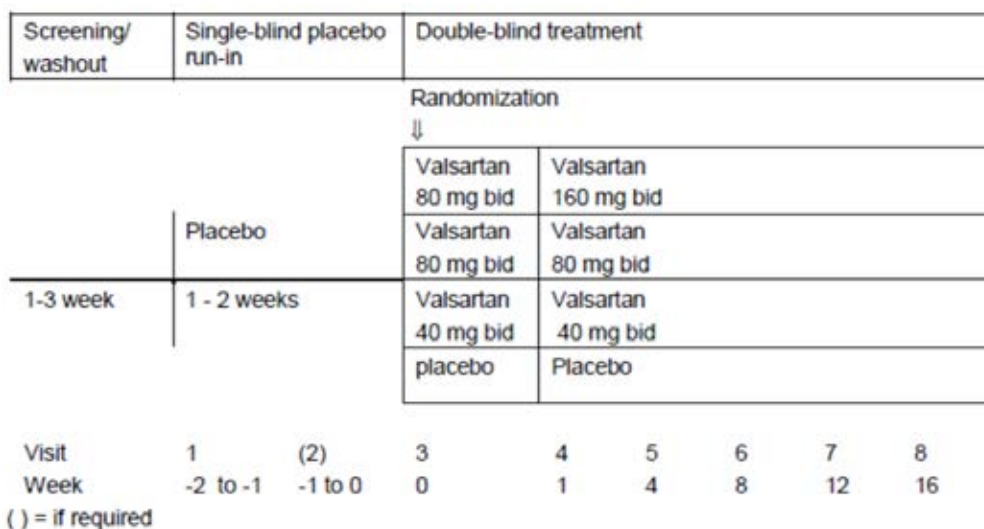 Screening/ Single-blind placebo Double-blind treatment
washout run-in
Randomization
⇓
Valsartan Valsartan
80 mg bid 160 mg bid
Placebo Valsartan Valsartan
80 mg bid 80 mg bid
1-3 week 1 - 2 weeks Valsartan Valsartan
40 mg bid 40 mg bid
placebo Placebo
Visit 1 (2) 3 4 5 6 7 8
Week -2 to -1 -1 to 0 0 1 4 8 12 16
( ) = if required